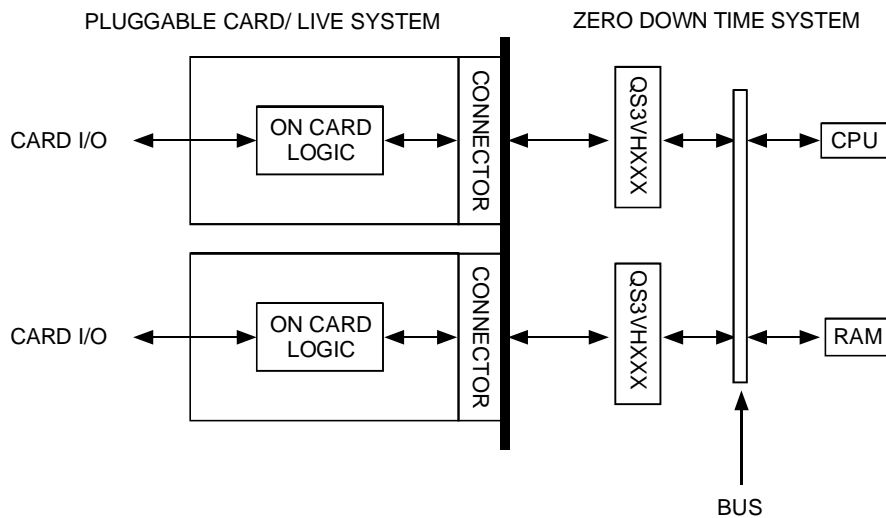 PLUGGABLE CARD/ LIVE SYSTEM
ZERO DOWN TIME SYSTEM
CARD I/O
ON CARD
LOGIC
CONNECTOR
QS3VHXXX
CPU
CARD I/O
ON CARD
LOGIC
CONNECTOR
QS3VHXXX
RAM
BUS